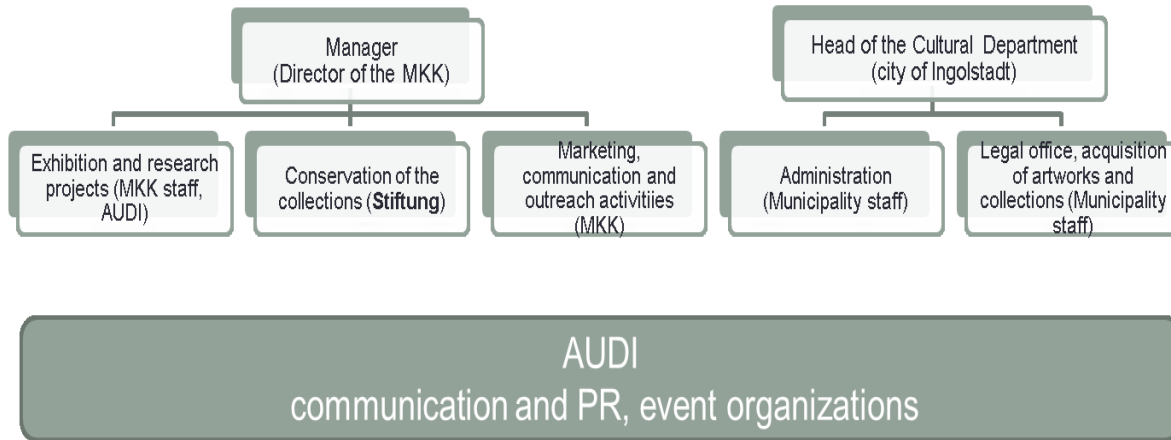 Manager
(Director of the MKK)
Head of the Cultural Department
(city of Ingolstadt)
Exhibition and research
projects (MKK staff,
AUDI)
Conservation of the
collections (Stiftung)
Marketing,
communication and
outreach activitiies
(MKK)
Administration
(Municipality staff)
Legal office, acquisition
of artworks and
collections (Municipality
staff)
AUDI
communication and PR, event organizations